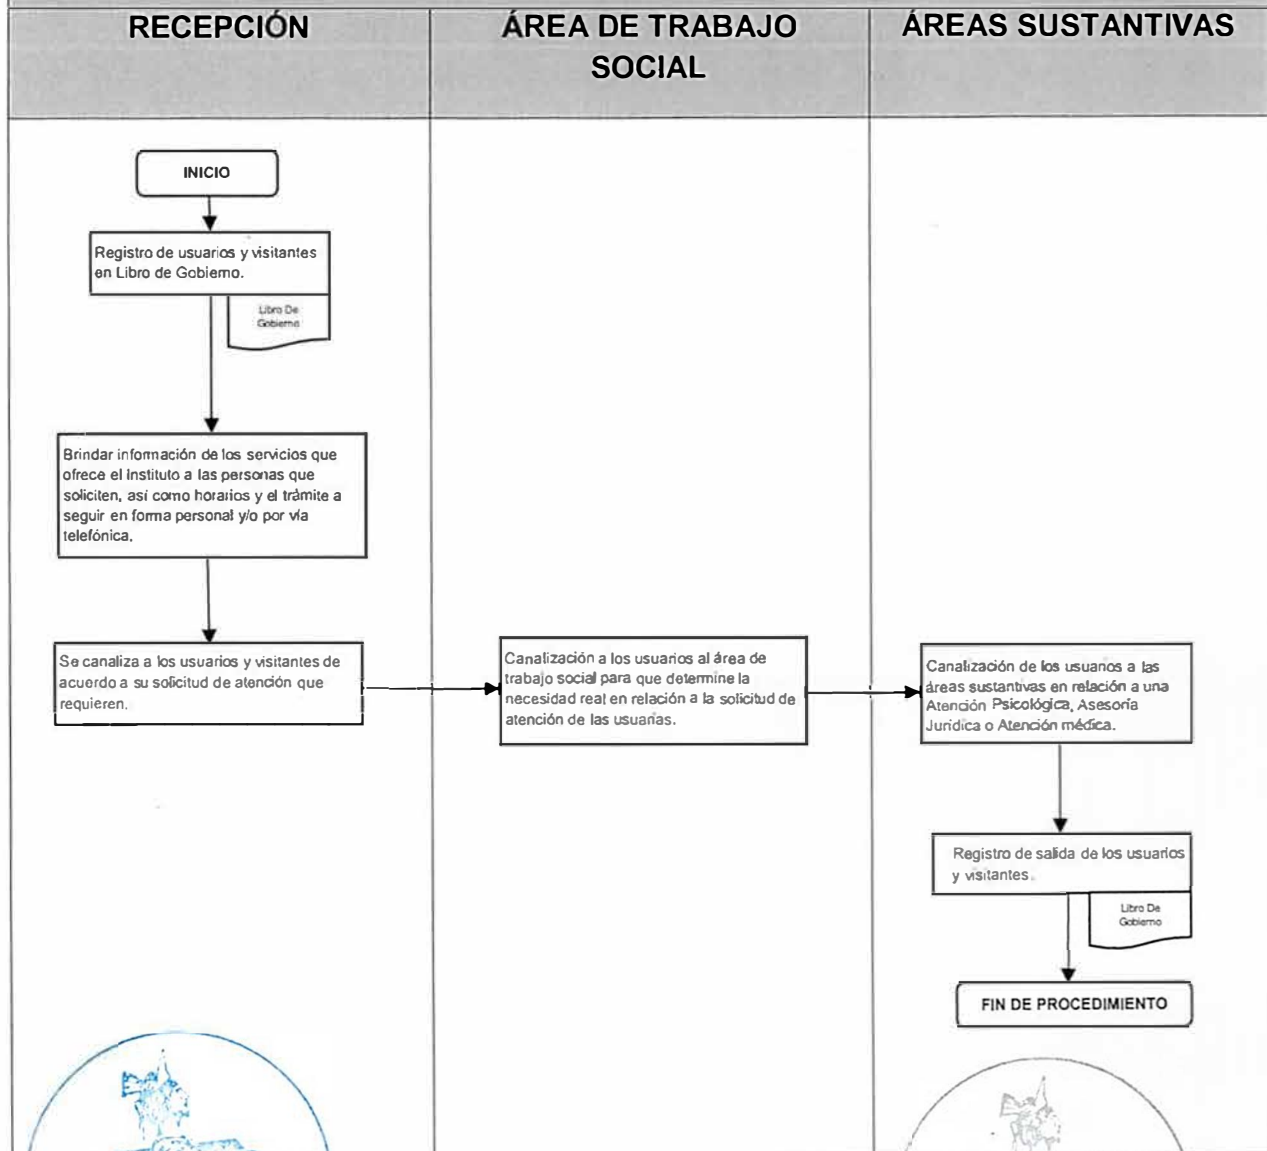 RECEPCIÓN
ÁREA DE TRABAJO
SOCIAL
ÁREAS SUSTANTIVAS
INICIO
Registro de usuarios y visitantes
en Libro de Gobierno.
Libro De
Gobierno
Brindar información de los servicios que
ofrece el Instituto a las personas que
soliciten, así como horarios y el trámite a
seguir en forma personal y/o por vía
telefónica.
Se canaliza a los usuarios y visitantes de
acuerdo a su solicitud de atención que
requieren.
Canalización a los usuarios al área de
trabajo social para que determine la
necesidad real en relación a la solicitud de
atención de las usuarias.
Canalización de los usuarios a las
áreas sustantivas en relación a una
Atención Psicológica, Asesoría
Jurídica o Atención médica.
Registro de salida de los usuarios
y visitantes.
Libro De
Gobierno
FIN DE PROCEDIMIENTO